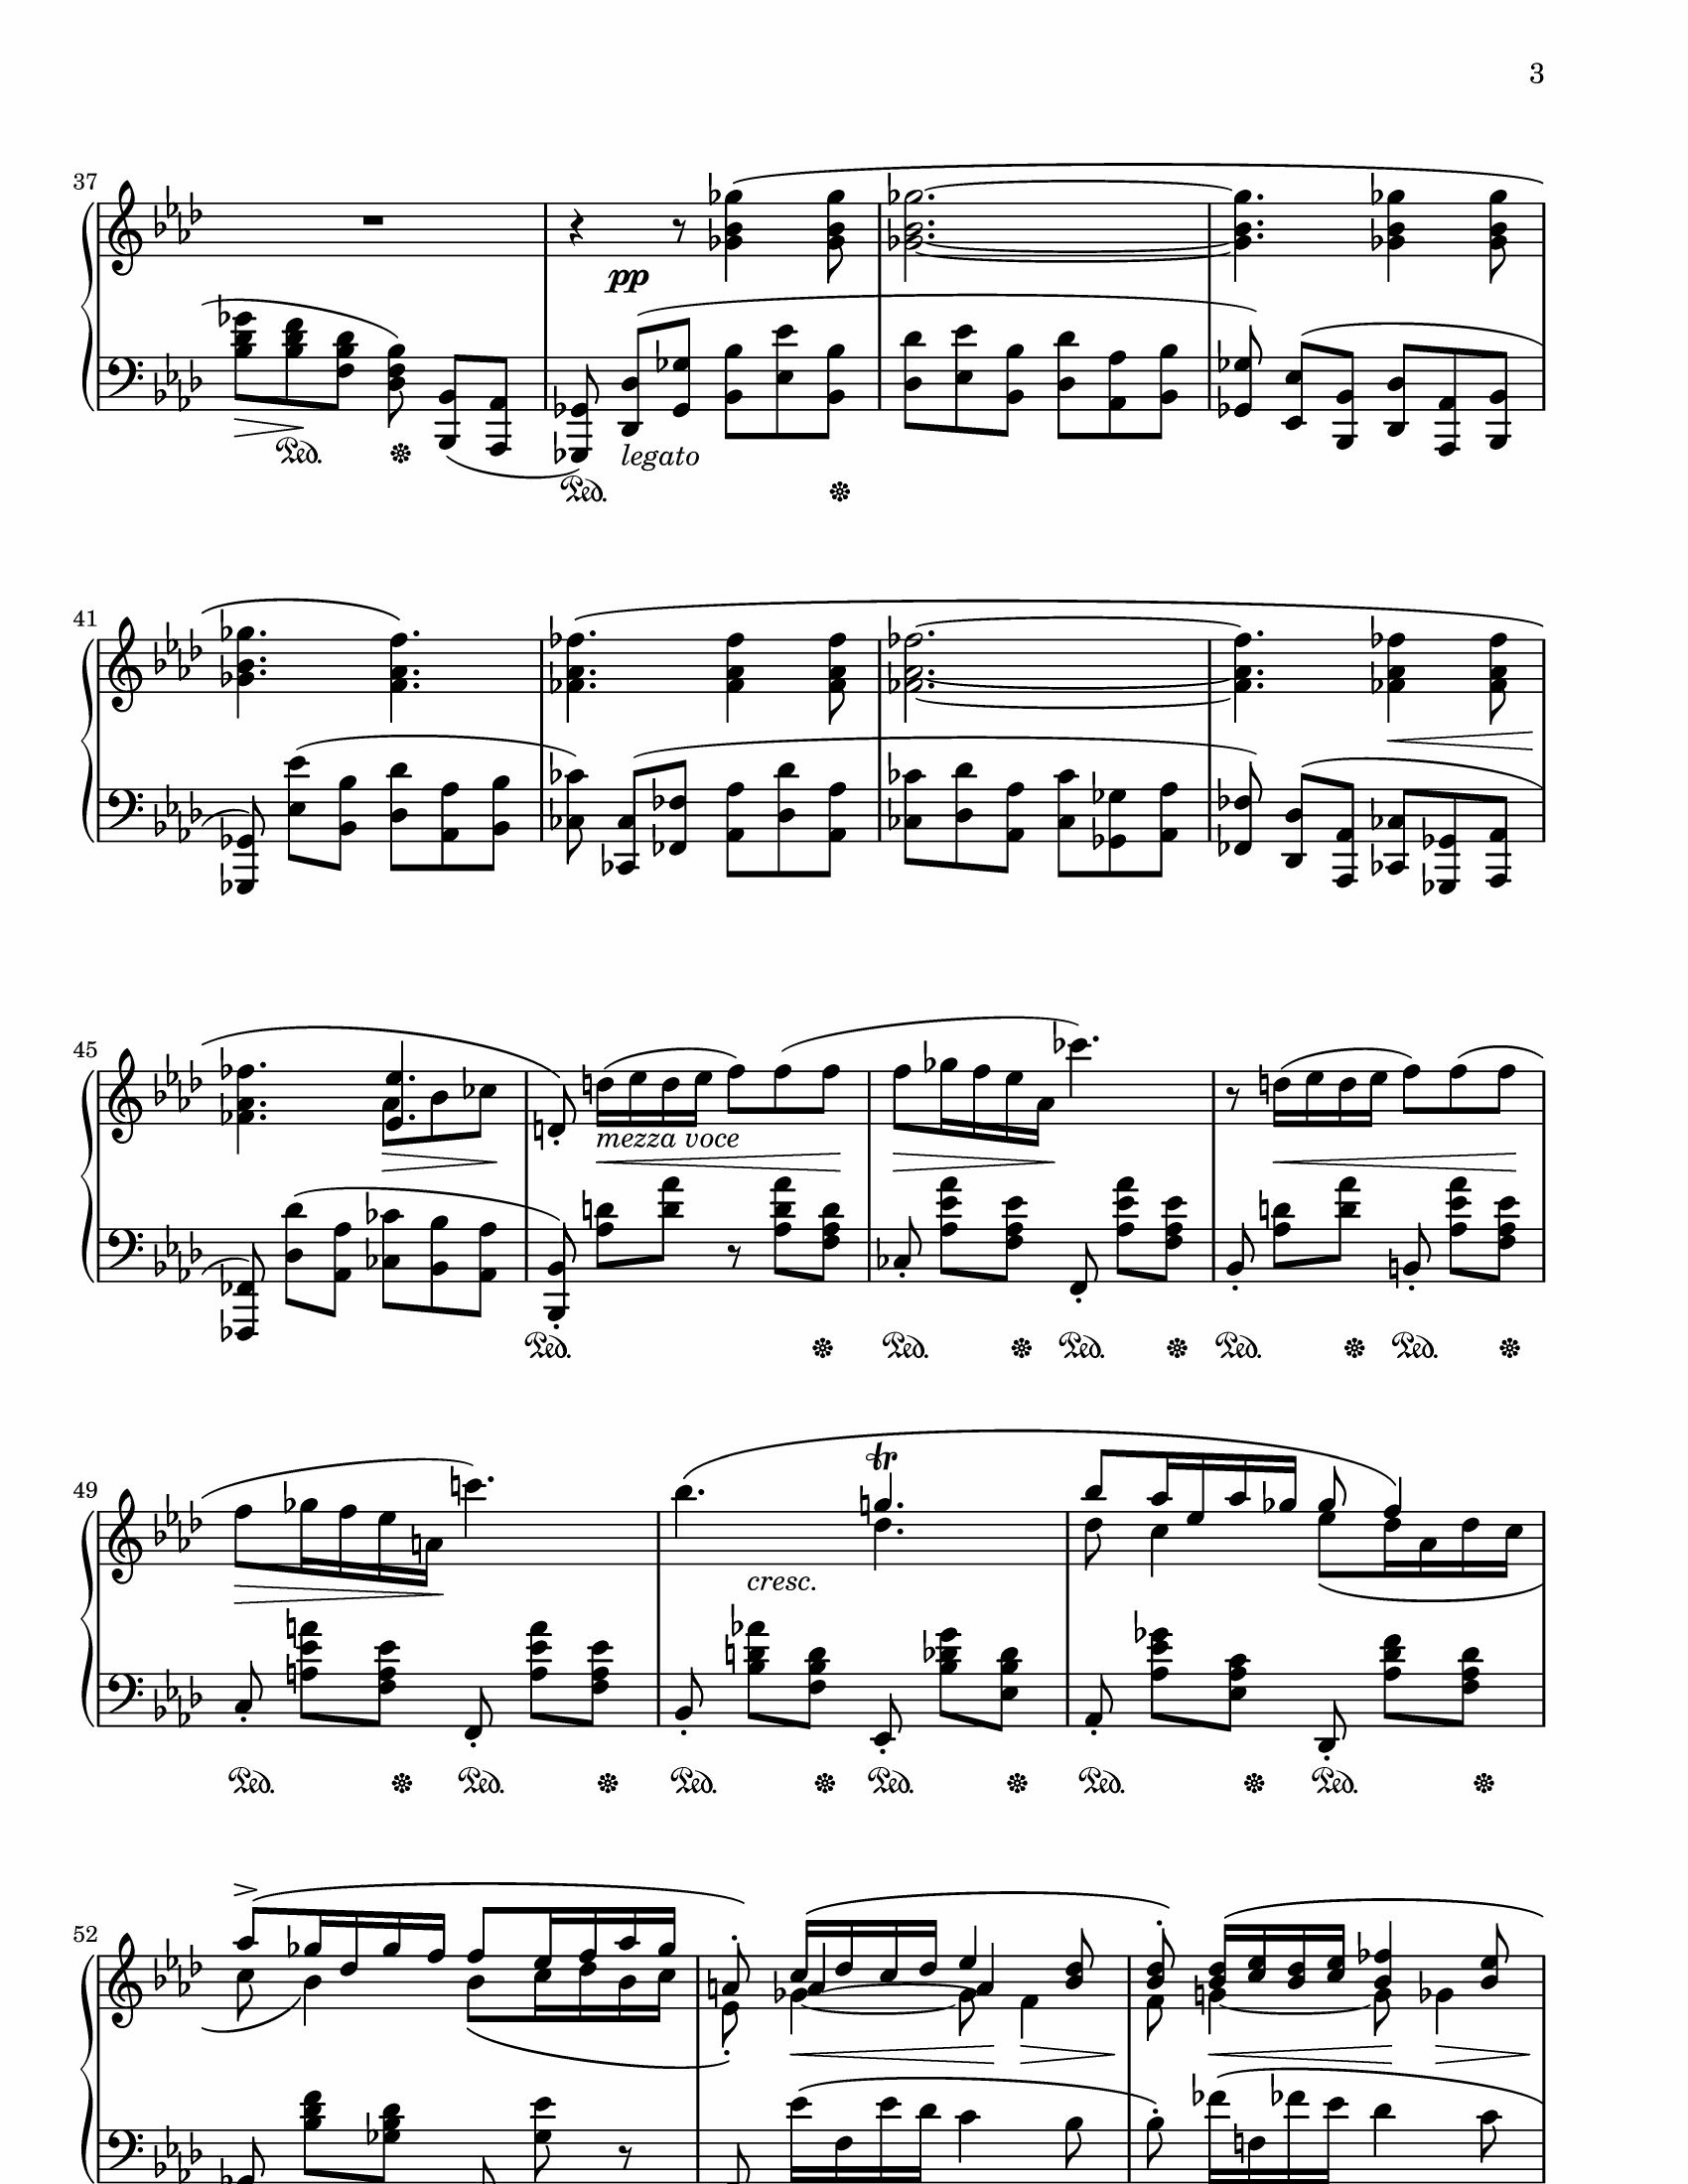 3
37
pp
Ped. legato
Ped.
41
45
mezza voce
Ped. Ped. Ped. Ped. Ped.
49
tr
cresc.
Ped. Ped. Ped. Ped. Ped. Ped.
52